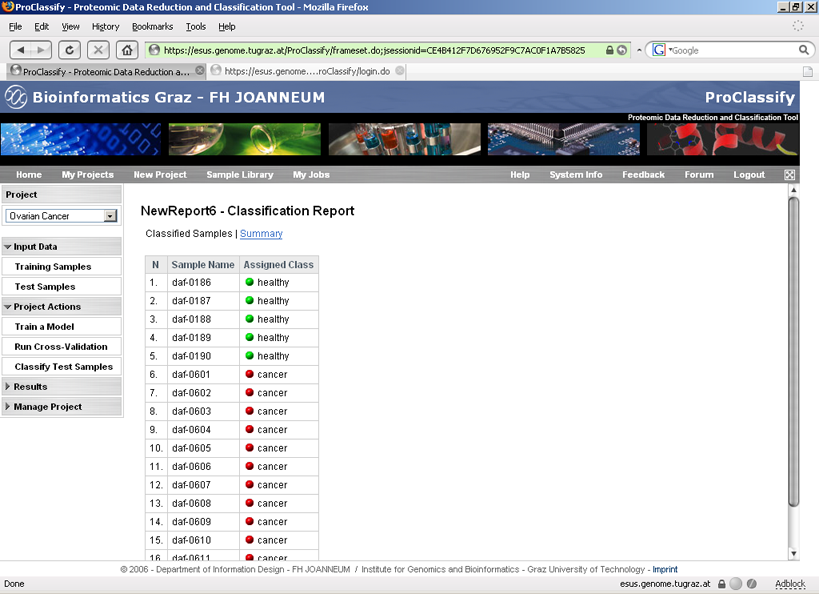 ProClassify - Proteomic Data Reduction and Classification Tool - Mozilla Firefox
File Edit View History Bookmarks Tools Help
https://esus.genome.tugraz.at/ProClassify/frameset.do;jsessionid=CE4B412F7D676952F9C7AC0F1A7B5825
G Google
ProClassify - Proteomic Data Reduction a... https://esus.genome....roClassify/login.do
Bioinformatics Graz - FH JOANNEUM ProClassify
Proteomic Data Reduction and Classification Tool
Home My Projects New Project Sample Library My Jobs Help System Info Feedback Forum Logout
Project
Ovarian Cancer
Input Data
Training Samples
Test Samples
Project Actions
Train a Model
Run Cross-Validation
Classify Test Samples
Results
Manage Project
NewReport6 - Classification Report
Classified Samples | Summary
N Sample Name Assigned Class
1. daf-0186 healthy
2. daf-0187 healthy
3. daf-0188 healthy
4. daf-0189 healthy
5. daf-0190 healthy
6. daf-0601 cancer
7. daf-0602 cancer
8. daf-0603 cancer
9. daf-0604 cancer
10. daf-0605 cancer
11. daf-0606 cancer
12. daf-0607 cancer
13. daf-0608 cancer
14. daf-0609 cancer
15. daf-0610 cancer
16. daf-0611 cancer
© 2006 - Department of Information Design - FH JOANNEUM / Institute for Genomics and Bioinformatics - Graz University of Technology - Imprint
Done esus.genome.tugraz.at Adblock